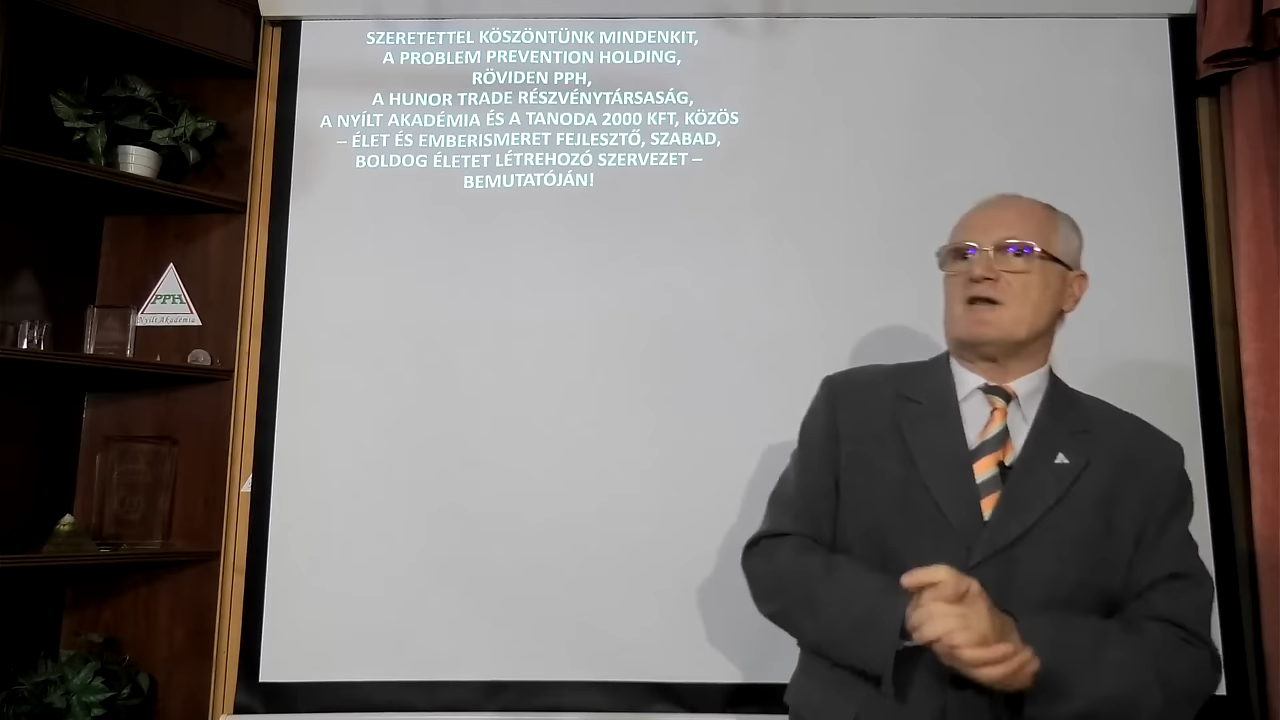 SZERETETTEL KÖSZÖNTÜNK MINDENKIT,
A PROBLEM PREVENTION HOLDING,
RÖVIDEN PPH,
A HUNOR TRADE RÉSZVÉNYTÁRSASÁG,
A NYÍLT AKADÉMIA ÉS A TANODA 2000 KFT, KÖZÖS
– ÉLET ÉS EMBERISMERET FEJLESZTŐ, SZABAD,
BOLDOG ÉLETET LÉTREHOZÓ SZERVEZET –
BEMUTATÓJÁN!
PPH
Nyílt Akadémia